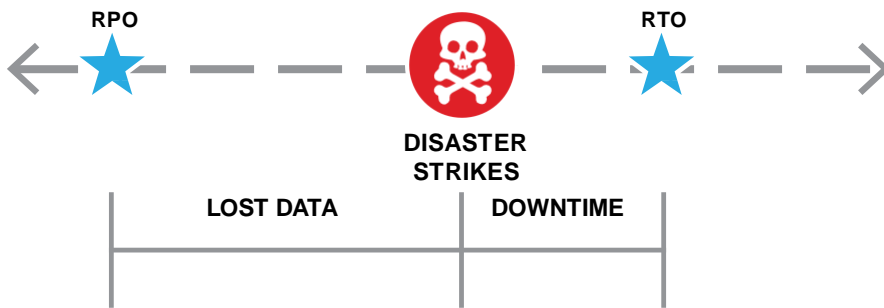 RPO
RTO
DISASTER
STRIKES
LOST DATA
DOWNTIME